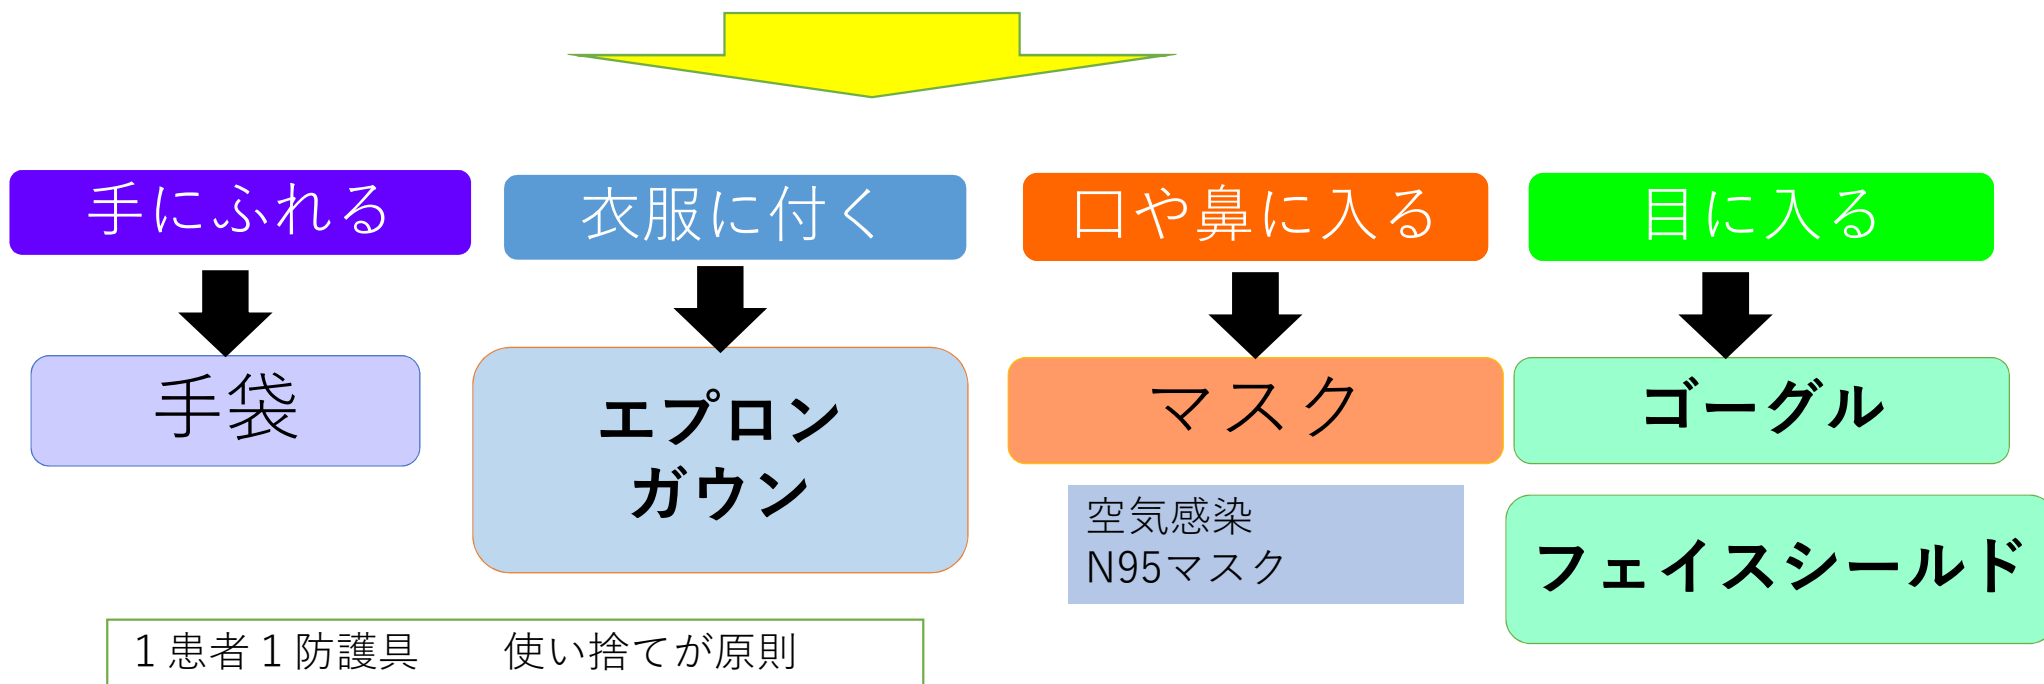 手にふれる
衣服に付く
口や鼻に入る
目に入る
手袋
エプロン
ガウン
マスク
ゴーグル
空気感染
N95マスク
フェイスシールド
１患者１防護具　　使い捨てが原則